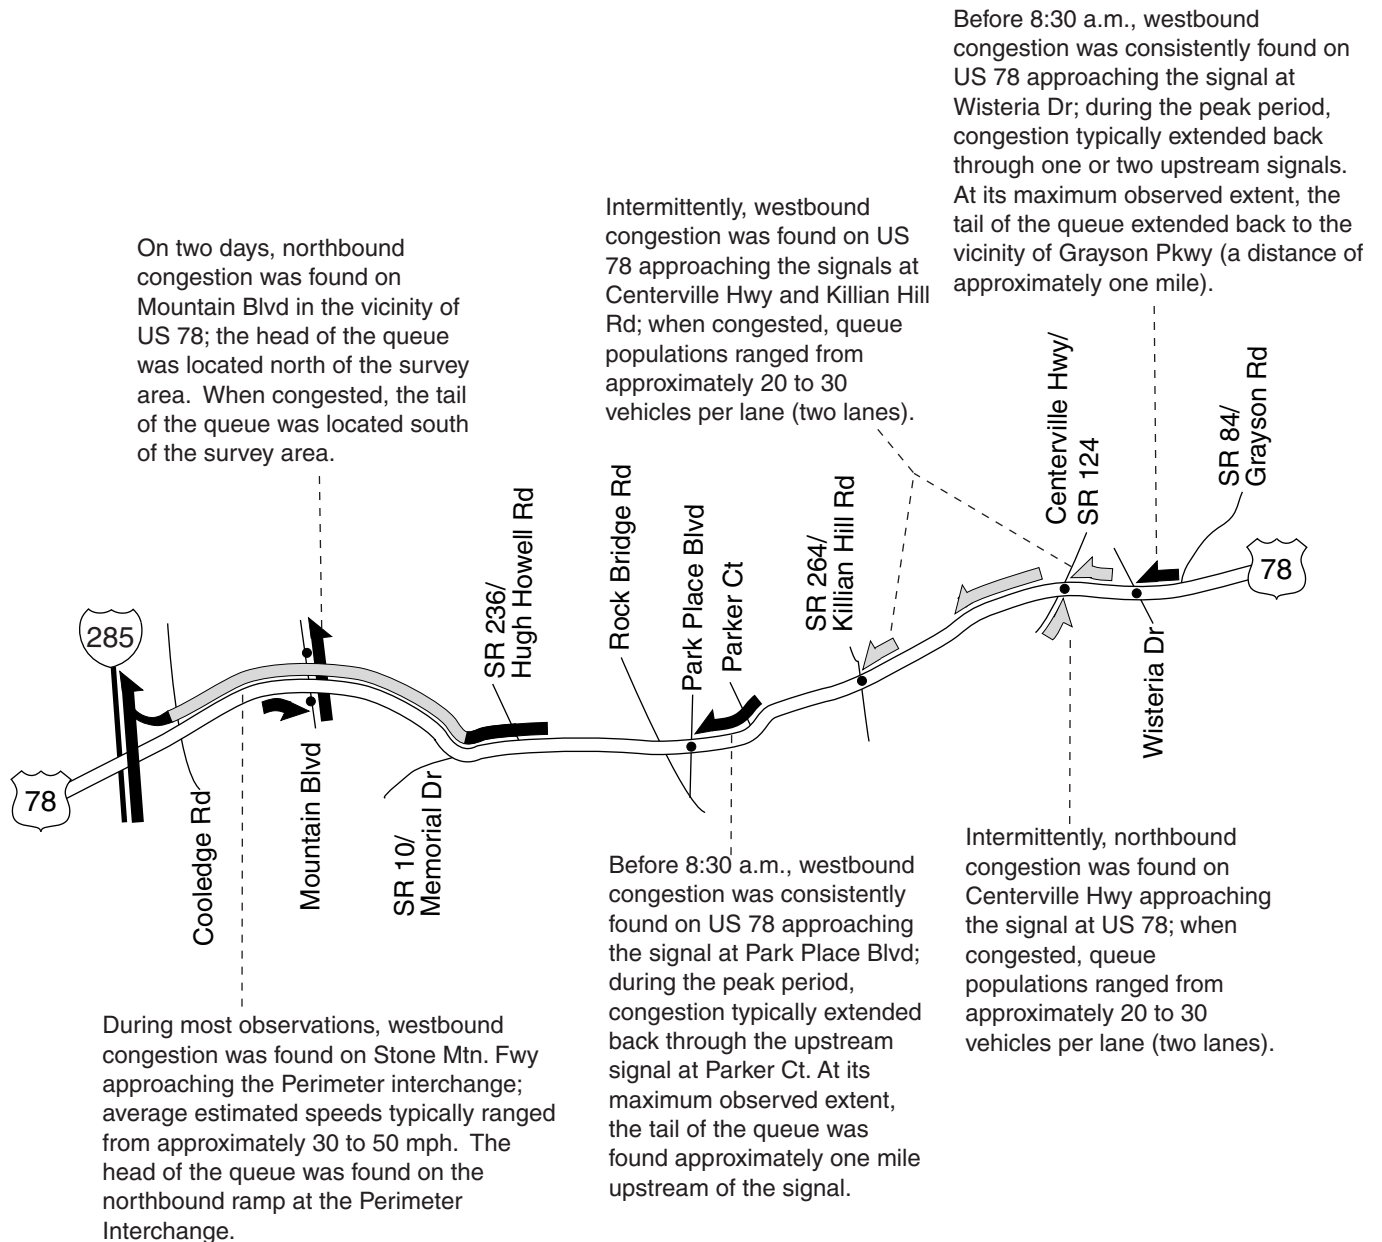 Before 8:30 a.m., westbound
congestion was consistently found on
US 78 approaching the signal at
Wisteria Dr; during the peak period,
congestion typically extended back
through one or two upstream signals.
At its maximum observed extent, the
tail of the queue extended back to the
vicinity of Grayson Pkwy (a distance of
approximately one mile).
Intermittently, westbound
congestion was found on US
78 approaching the signals at
Centerville Hwy and Killian Hill
Rd; when congested, queue
populations ranged from
approximately 20 to 30
vehicles per lane (two lanes).
On two days, northbound
congestion was found on
Mountain Blvd in the vicinity of
US 78; the head of the queue
was located north of the survey
area.  When congested, the tail
of the queue was located south
of the survey area.
285
78
Cooledge Rd
Mountain Blvd
SR 10/
Memorial Dr
SR 236/
Hugh Howell Rd
Rock Bridge Rd
Park Place Blvd
Parker Ct
SR 264/
Killian Hill Rd
Centerville Hwy/
SR 124
Wisteria Dr
SR 84/
Grayson Rd
78
During most observations, westbound
congestion was found on Stone Mtn. Fwy
approaching the Perimeter interchange;
average estimated speeds typically ranged
from approximately 30 to 50 mph.  The
head of the queue was found on the
northbound ramp at the Perimeter
Interchange.
Before 8:30 a.m., westbound
congestion was consistently
found on US 78 approaching
the signal at Park Place Blvd;
during the peak period,
congestion typically extended
back through the upstream
signal at Parker Ct. At its
maximum observed extent,
the tail of the queue was
found approximately one mile
upstream of the signal.
Intermittently, northbound
congestion was found on
Centerville Hwy approaching
the signal at US 78; when
congested, queue
populations ranged from
approximately 20 to 30
vehicles per lane (two lanes).